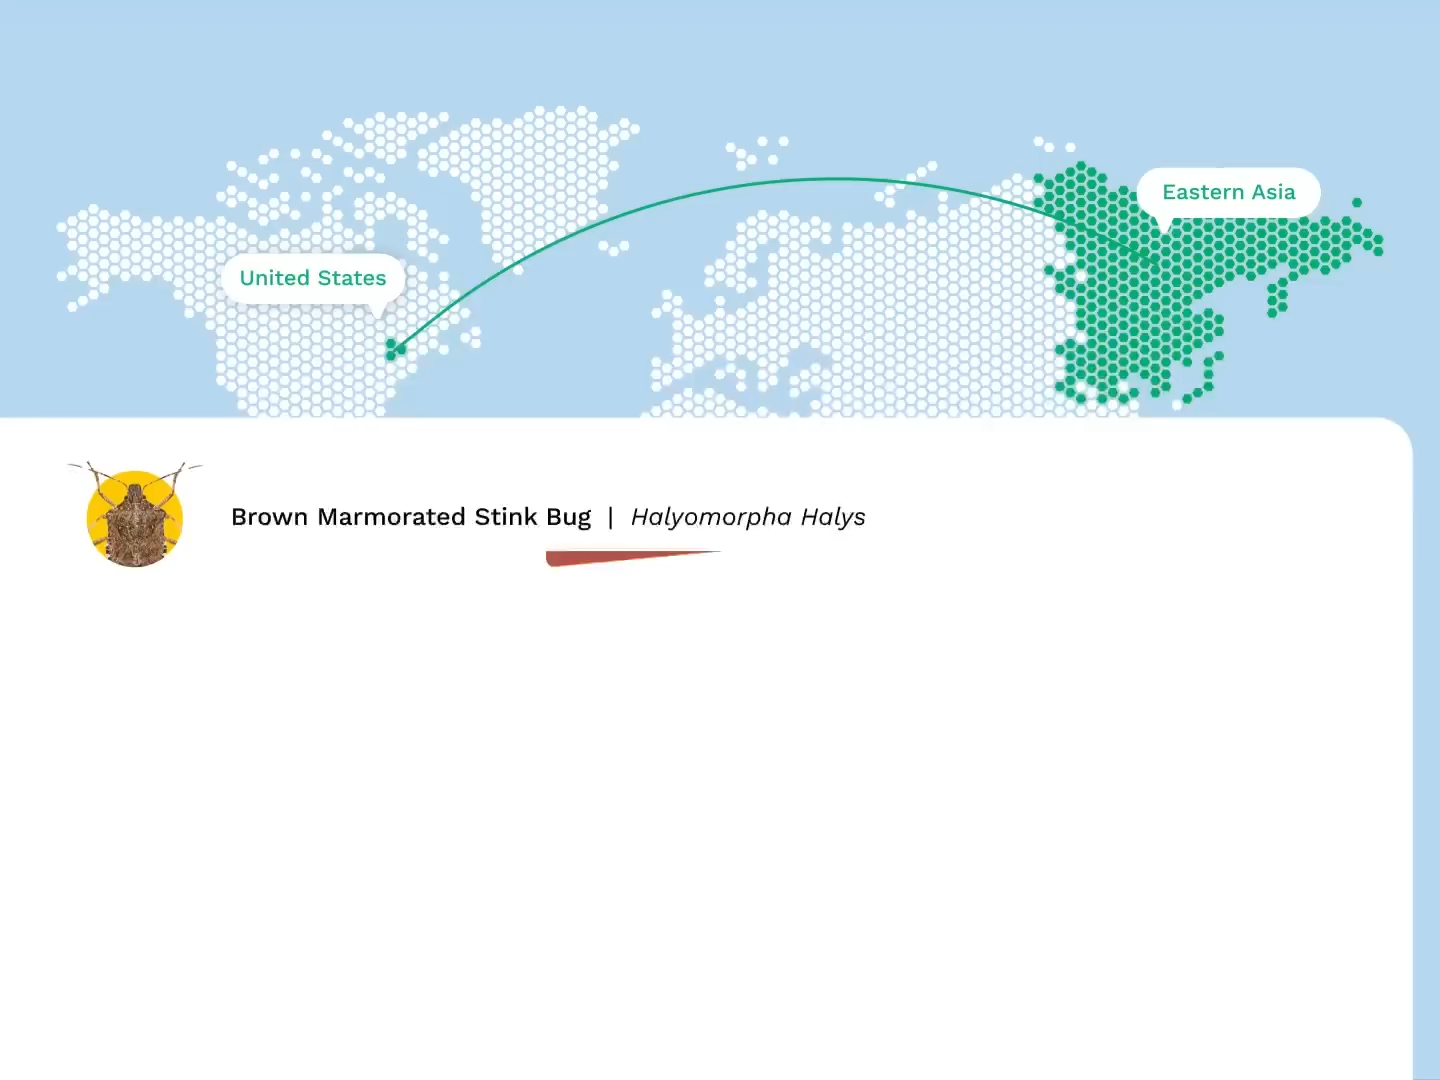 Eastern Asia
United States
Brown Marmorated Stink Bug | Halyomorpha Halys